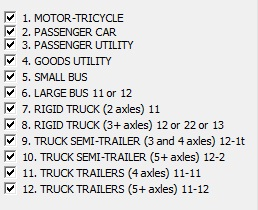 1. MOTOR-TRICYCLE
2. PASSENGER CAR
3. PASSENGER UTILITY
4. GOODS UTILITY
5. SMALL BUS
6. LARGE BUS 11 or 12
7. RIGID TRUCK (2 axles) 11
8. RIGID TRUCK (3+ axles) 12 or 22 or 13
9. TRUCK SEMI-TRAILER (3 and 4 axles) 12-1t
10. TRUCK SEMI-TRAILER (5+ axles) 12-2
11. TRUCK TRAILERS (4 axles) 11-11
12. TRUCK TRAILERS (5+ axles) 11-12